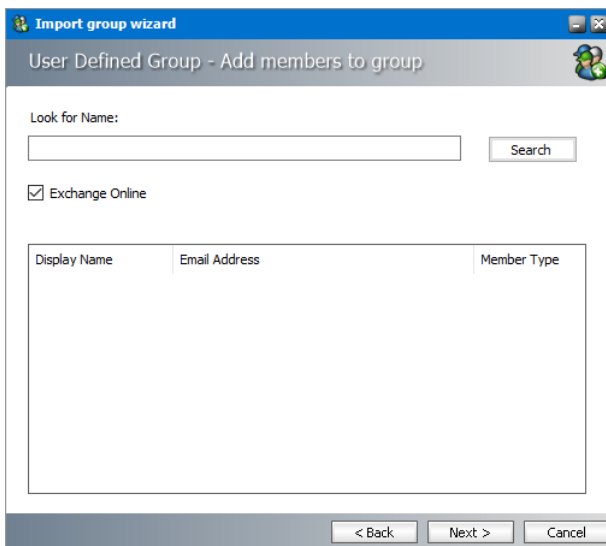 Import group wizard
User Defined Group - Add members to group
Look for Name:
Search
Exchange Online
Display Name Email Address Member Type
< Back Next > Cancel